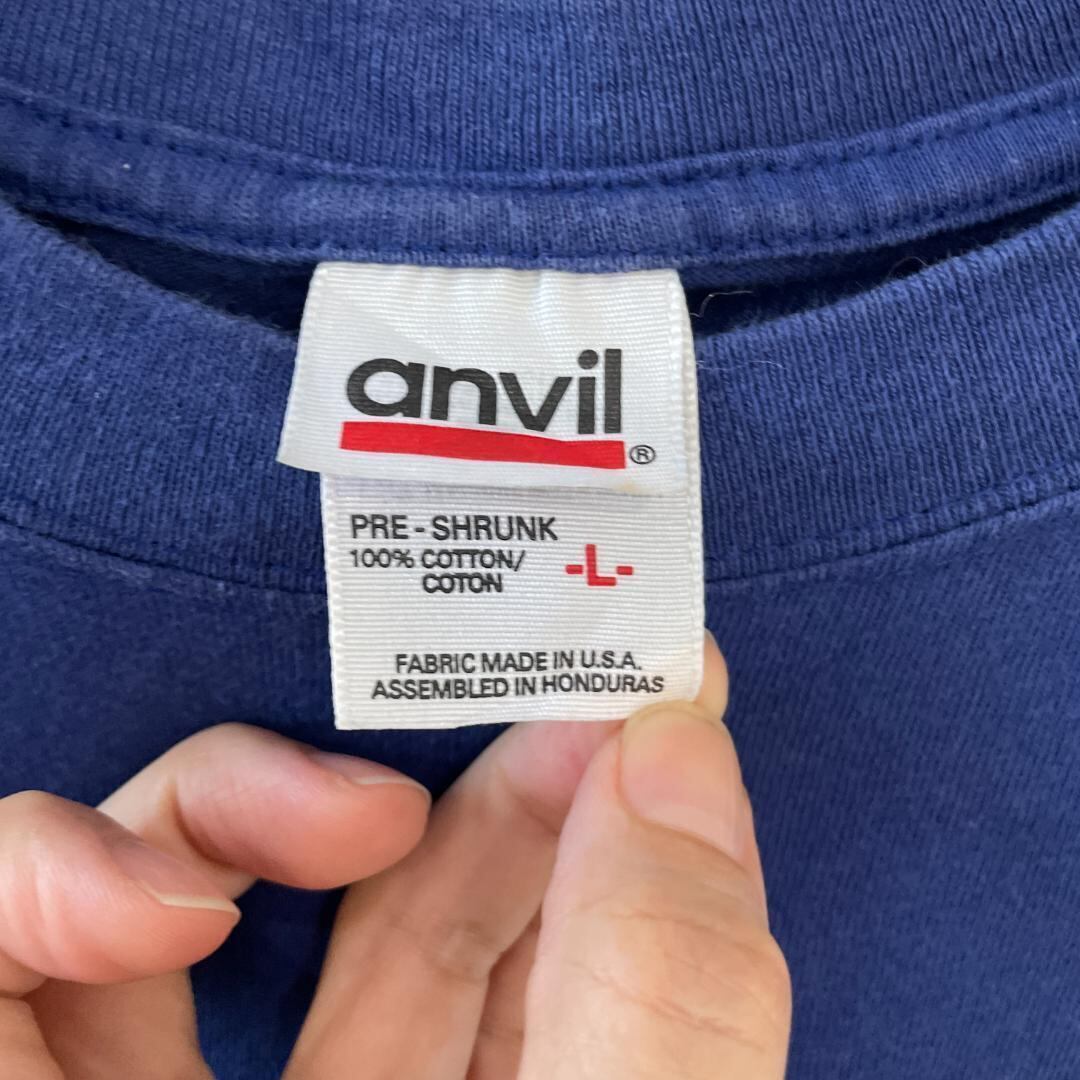 anvil
®
PRE - SHRUNK
100% COTTON/
COTON
-L-
FABRIC MADE IN U.S.A.
ASSEMBLED IN HONDURAS